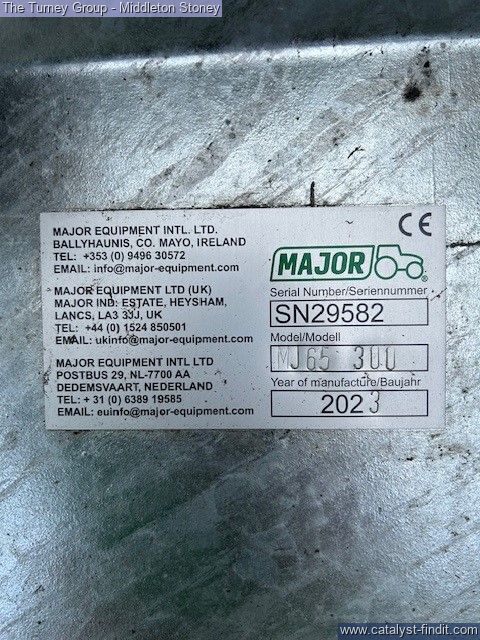 The Turney Group - Middleton Stoney
MAJOR EQUIPMENT INTL. LTD.
BALLYHAUNIS, CO. MAYO, IRELAND
TEL: +353 (0) 9496 30572
EMAIL: info@major-equipment.com
MAJOR EQUIPMENT LTD (UK)
MAJOR IND: ESTATE, HEYSHAM,
LANCS, LA3 3JJ, UK
TEL: +44 (0) 1524 850501
EMAIL: ukinfo@major-equipment.com
MAJOR EQUIPMENT INTL LTD
POSTBUS 29, NL-7700 AA
DEDEMSVAART, NEDERLAND
TEL: + 31 (0) 6389 19585
EMAIL: euinfo@major-equipment.com
CE
MAJOR
Serial Number/Seriennummer
SN29582
Model/Modell
MJ65 300
Year of manufacture/Baujahr
2023
www.catalyst-findit.com